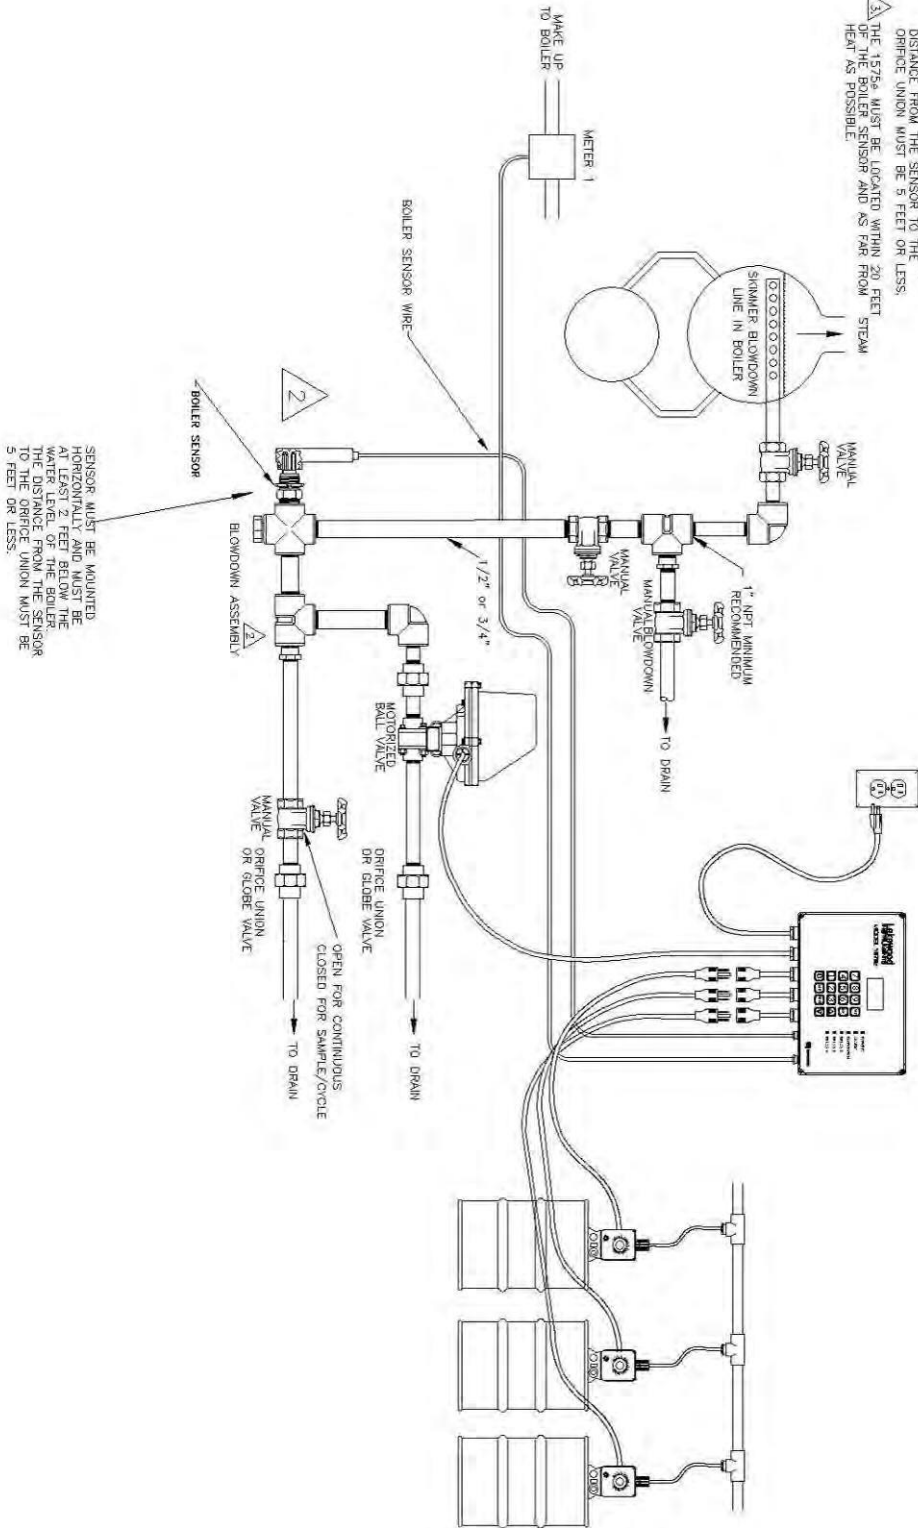 DISTANCE FROM THE SENSOR TO THE
ORIFICE UNION MUST BE 5 FEET OR LESS.
3. THE 1575e MUST BE LOCATED WITHIN 20 FEET
OF THE BOILER SENSOR AND AS FAR FROM
HEAT AS POSSIBLE.
STEAM
SKIMMER BLOWDOWN
LINE IN BOILER
MAKE UP
TO BOILER
METER 1
BOILER SENSOR WIRE
MANUAL
VALVE
1" NPT MINIMUM
RECOMMENDED
MANUAL
VALVE
MANUALBLOWDOWN
VALVE
TO DRAIN
1/2" or 3/4"
2
BOILER SENSOR
BLOWDOWN ASSEMBLY
2
SENSOR MUST BE MOUNTED
HORIZONTALLY AND MUST BE
AT LEAST 2 FEET BELOW THE
WATER LEVEL OF THE BOILER.
THE DISTANCE FROM THE SENSOR
TO THE ORIFICE UNION MUST BE
5 FEET OR LESS.
MOTORIZED
BALL VALVE
ORIFICE UNION
OR GLOBE VALVE
TO DRAIN
MANUAL
VALVE
ORIFICE UNION
OR GLOBE VALVE
OPEN FOR CONTINUOUS
CLOSED FOR SAMPLE/CYCLE
TO DRAIN
Lakewood